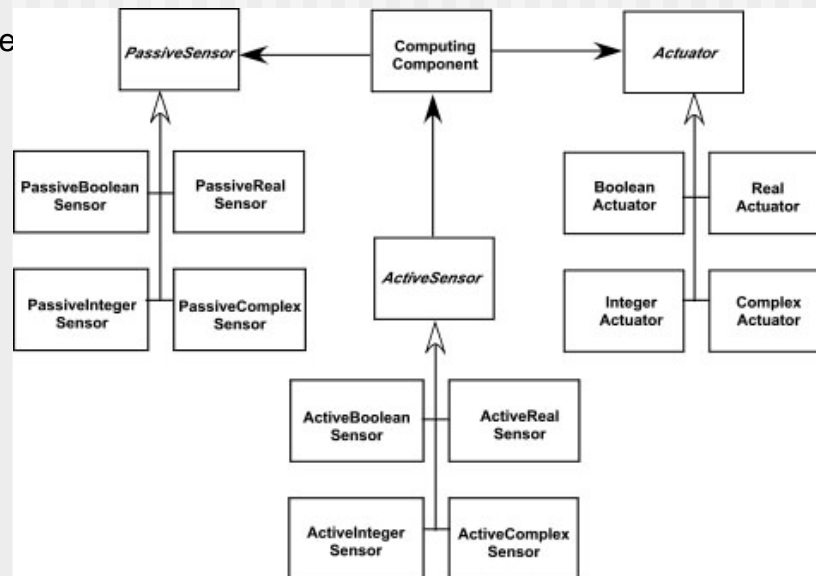 e
PassiveSensor
Computing
Component
Actuator
PassiveBoolean
Sensor
PassiveReal
Sensor
Boolean
Actuator
Real
Actuator
ActiveSensor
PassiveInteger
Sensor
PassiveComplex
Sensor
Integer
Actuator
Complex
Actuator
ActiveBoolean
Sensor
ActiveReal
Sensor
ActiveInteger
Sensor
ActiveComplex
Sensor